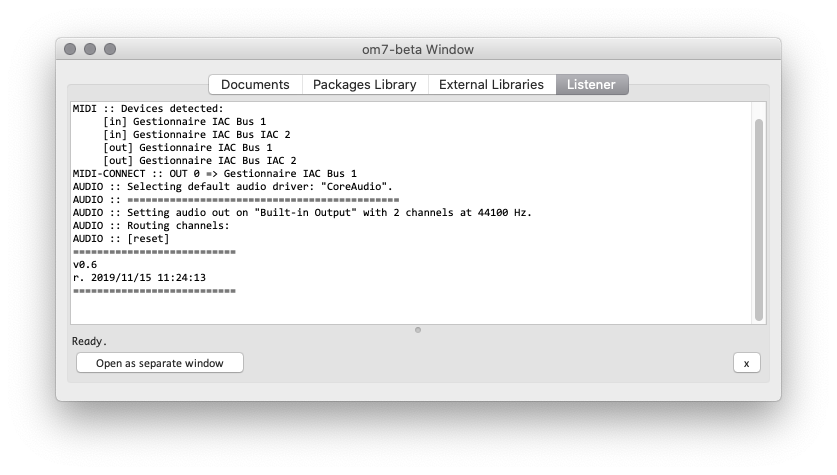 om7-beta Window
Documents Packages Library External Libraries Listener
MIDI :: Devices detected:
[in] Gestionnaire IAC Bus 1
[in] Gestionnaire IAC Bus IAC 2
[out] Gestionnaire IAC Bus 1
[out] Gestionnaire IAC Bus IAC 2
MIDI-CONNECT :: OUT 0 => Gestionnaire IAC Bus 1
AUDIO :: Selecting default audio driver: "CoreAudio".
AUDIO :: =============================================
AUDIO :: Setting audio out on "Built-in Output" with 2 channels at 44100 Hz.
AUDIO :: Routing channels:
AUDIO :: [reset]
===========================
v0.6
r. 2019/11/15 11:24:13
===========================
Ready.
Open as separate window x